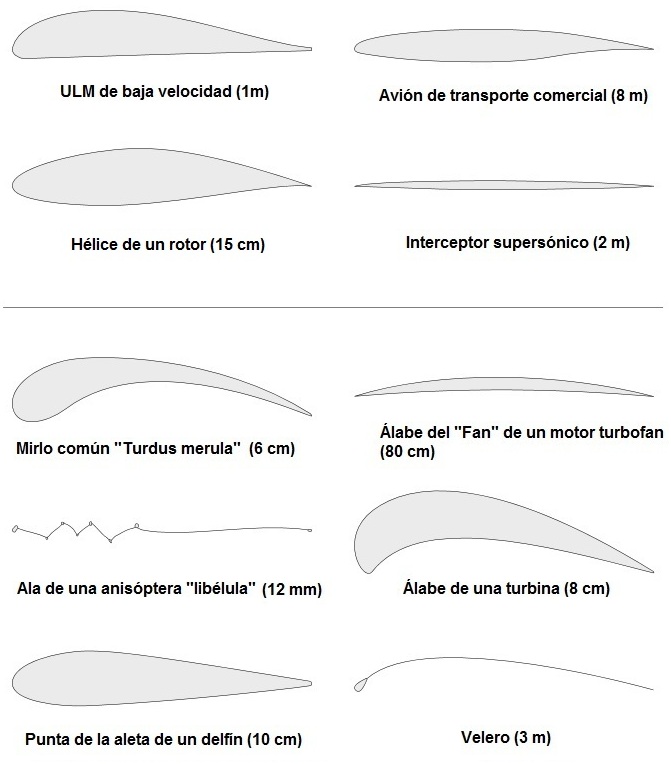 ULM de baja velocidad (1m)
Avión de transporte comercial (8 m)
Hélice de un rotor (15 cm)
Interceptor supersónico (2 m)
Mirlo común "Turdus merula" (6 cm)
Álabe del "Fan" de un motor turbofan
(80 cm)
Ala de una anisóptera "libélula" (12 mm)
Álabe de una turbina (8 cm)
Punta de la aleta de un delfín (10 cm)
Velero (3 m)